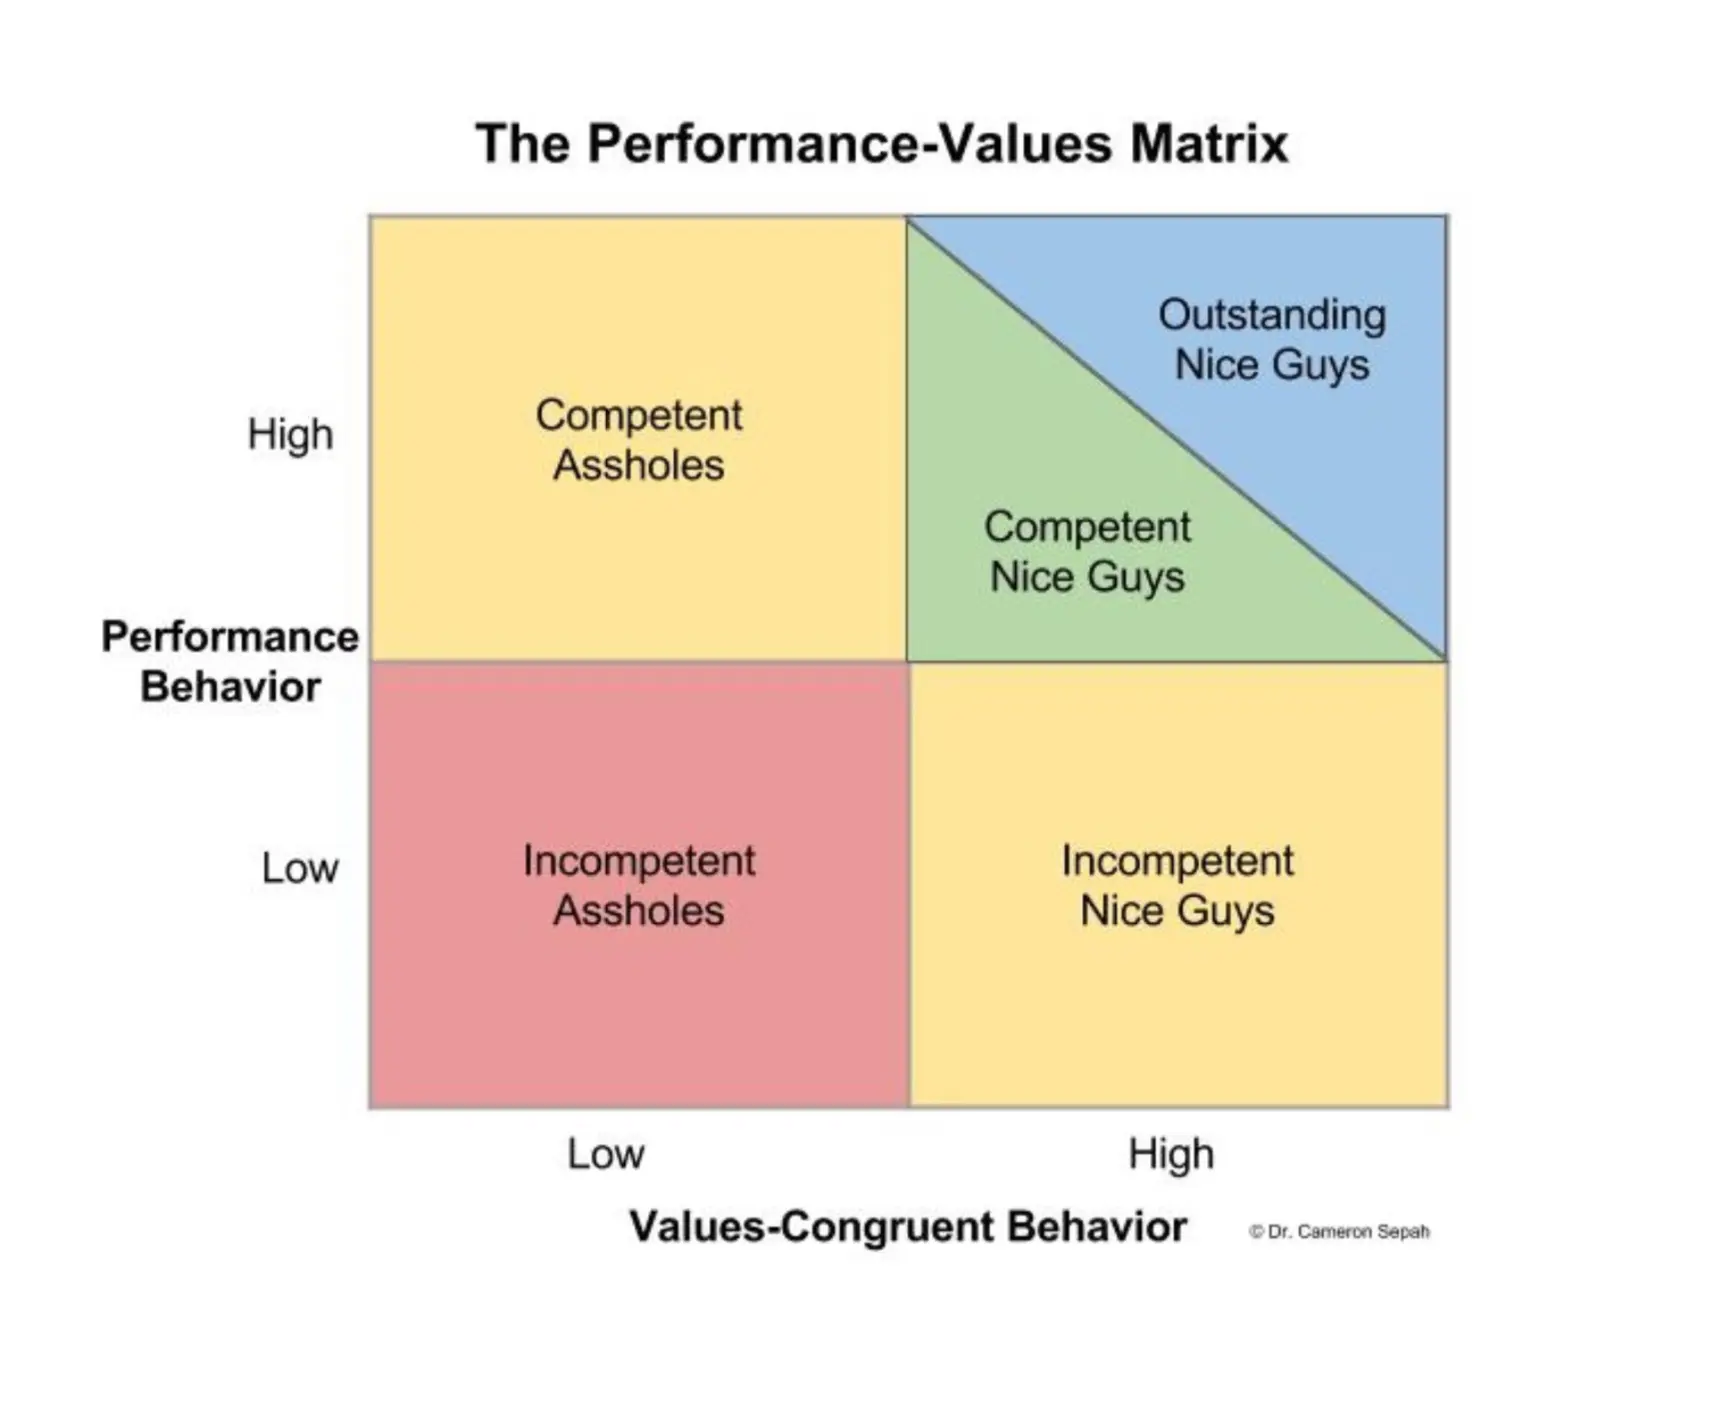 The Performance-Values Matrix
Outstanding
Nice Guys
Competent
Assholes
High
Competent
Nice Guys
Performance
Behavior
Incompetent
Assholes
Incompetent
Nice Guys
Low
Low
High
Values-Congruent Behavior
© Dr. Cameron Sepah